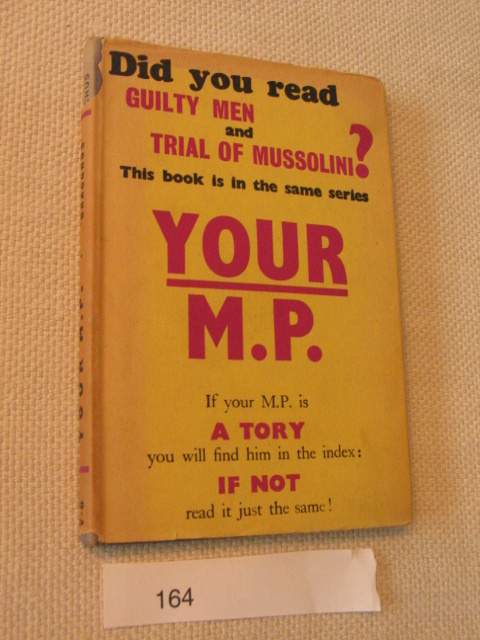 Did you read
GUILTY MEN
and
TRIAL OF MUSSOLINI?
This book is in the same series
YOUR
M.P.
If your M.P. is
A TORY
you will find him in the index:
IF NOT
read it just the same!
164